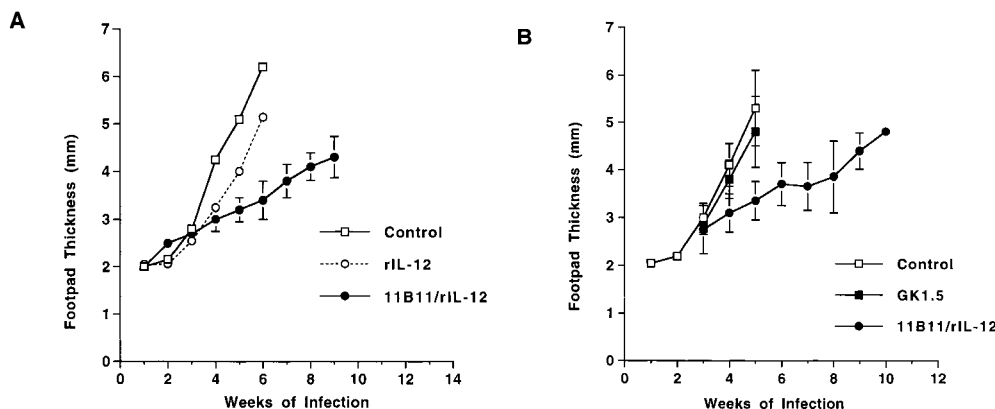 A
7
6
5
4
3
2
1
0
Footpad Thickness (mm)
0 2 4 6 8 10 12 14
Weeks of Infection
Control
rIL-12
11B11/rIL-12
B
7
6
5
4
3
2
1
0
Footpad Thickness (mm)
0 2 4 6 8 10 12
Weeks of Infection
Control
GK1.5
11B11/rIL-12